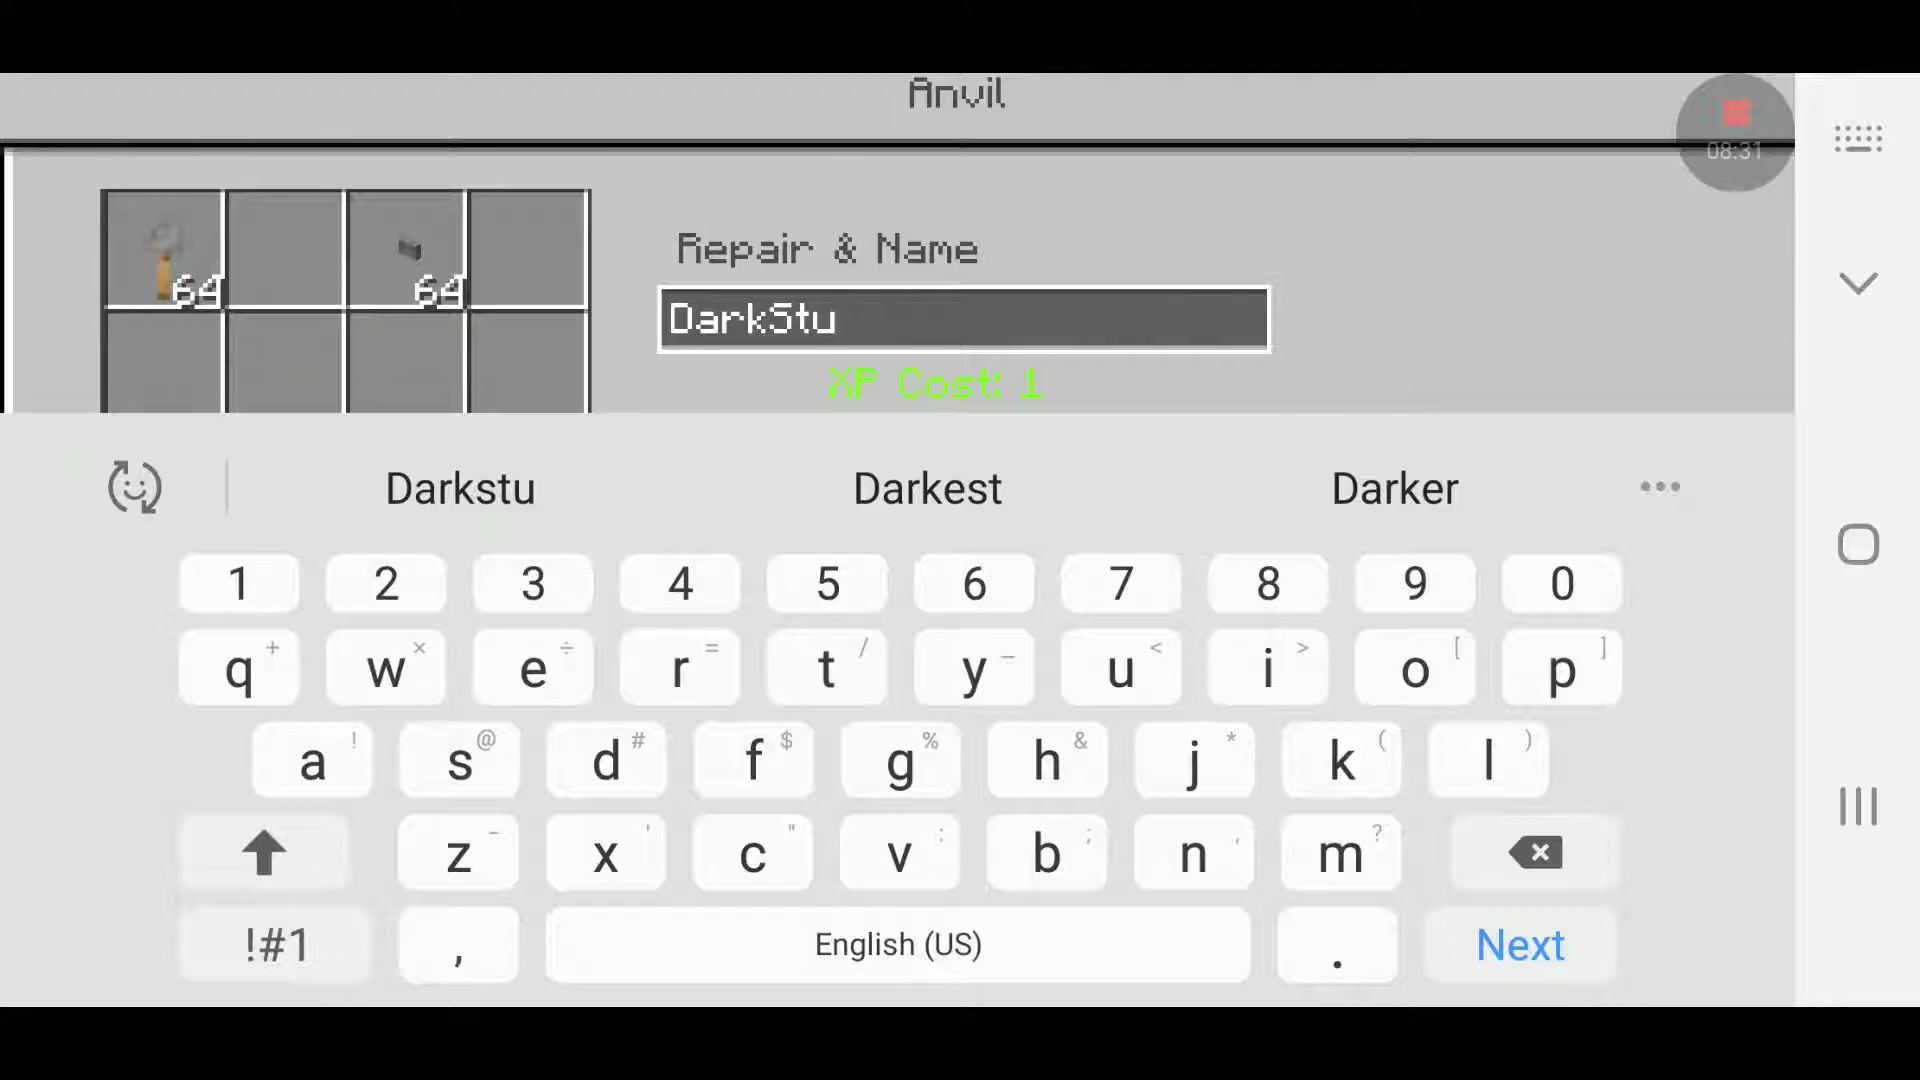 Anvil
08:31
Repair & Name
64 64
DarkStu
XP Cost: 1
Darkstu Darkest Darker
1 2 3 4 5 6 7 8 9 0
q + w × e ÷ r = t / y _ u < i > o [ p ]
a ! s @ d # f $ g % h & j * k ( l )
z - x ' c " v : b ; n , m ?
!#1 , English (US) . Next